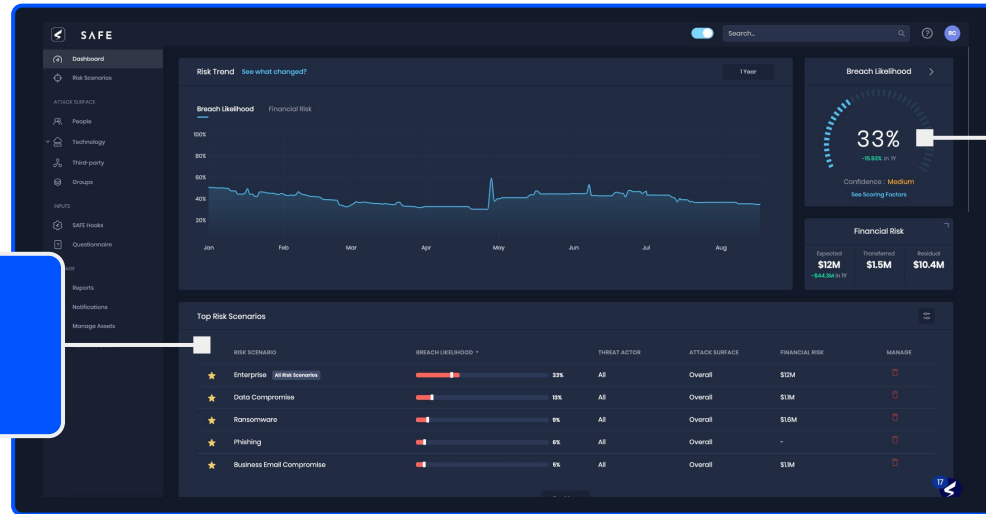 SAFE
Search...
RC
Dashboard
Risk Scenarios
ATTACK SURFACE
People
Technology
Third-party
Groups
INPUTS
SAFE Hooks
Questionnaire
Reports
Notifications
Manage Assets
Risk Trend See what changed?
1 Year
Breach Likelihood Financial Risk
100%
80%
60%
40%
20%
Jan Feb Mar Apr May Jun Jul Aug
Breach Likelihood
33%
-15.93% in 1Y
Confidence : Medium
See Scoring Factors
Financial Risk
Expected Transferred Residual
$12M $1.5M $10.4M
-$44.3M in 1Y
Top Risk Scenarios
RISK SCENARIO BREACH LIKELIHOOD THREAT ACTOR ATTACK SURFACE FINANCIAL RISK MANAGE
Enterprise All Risk Scenarios 33% All Overall $12M
Data Compromise 13% All Overall $1.1M
Ransomware 9% All Overall $1.6M
Phishing 6% All Overall -
Business Email Compromise 5% All Overall $1.1M
17